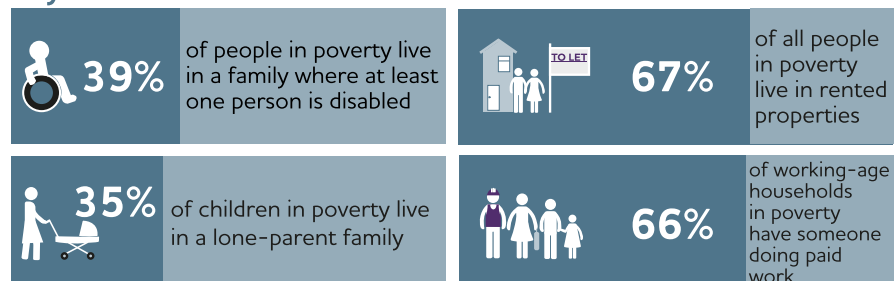 39%
of people in poverty live
in a family where at least
one person is disabled
TO LET
67%
of all people
in poverty
live in rented
properties
35%
of children in poverty live
in a lone-parent family
66%
of working-age
households
in poverty
have someone
doing paid
work